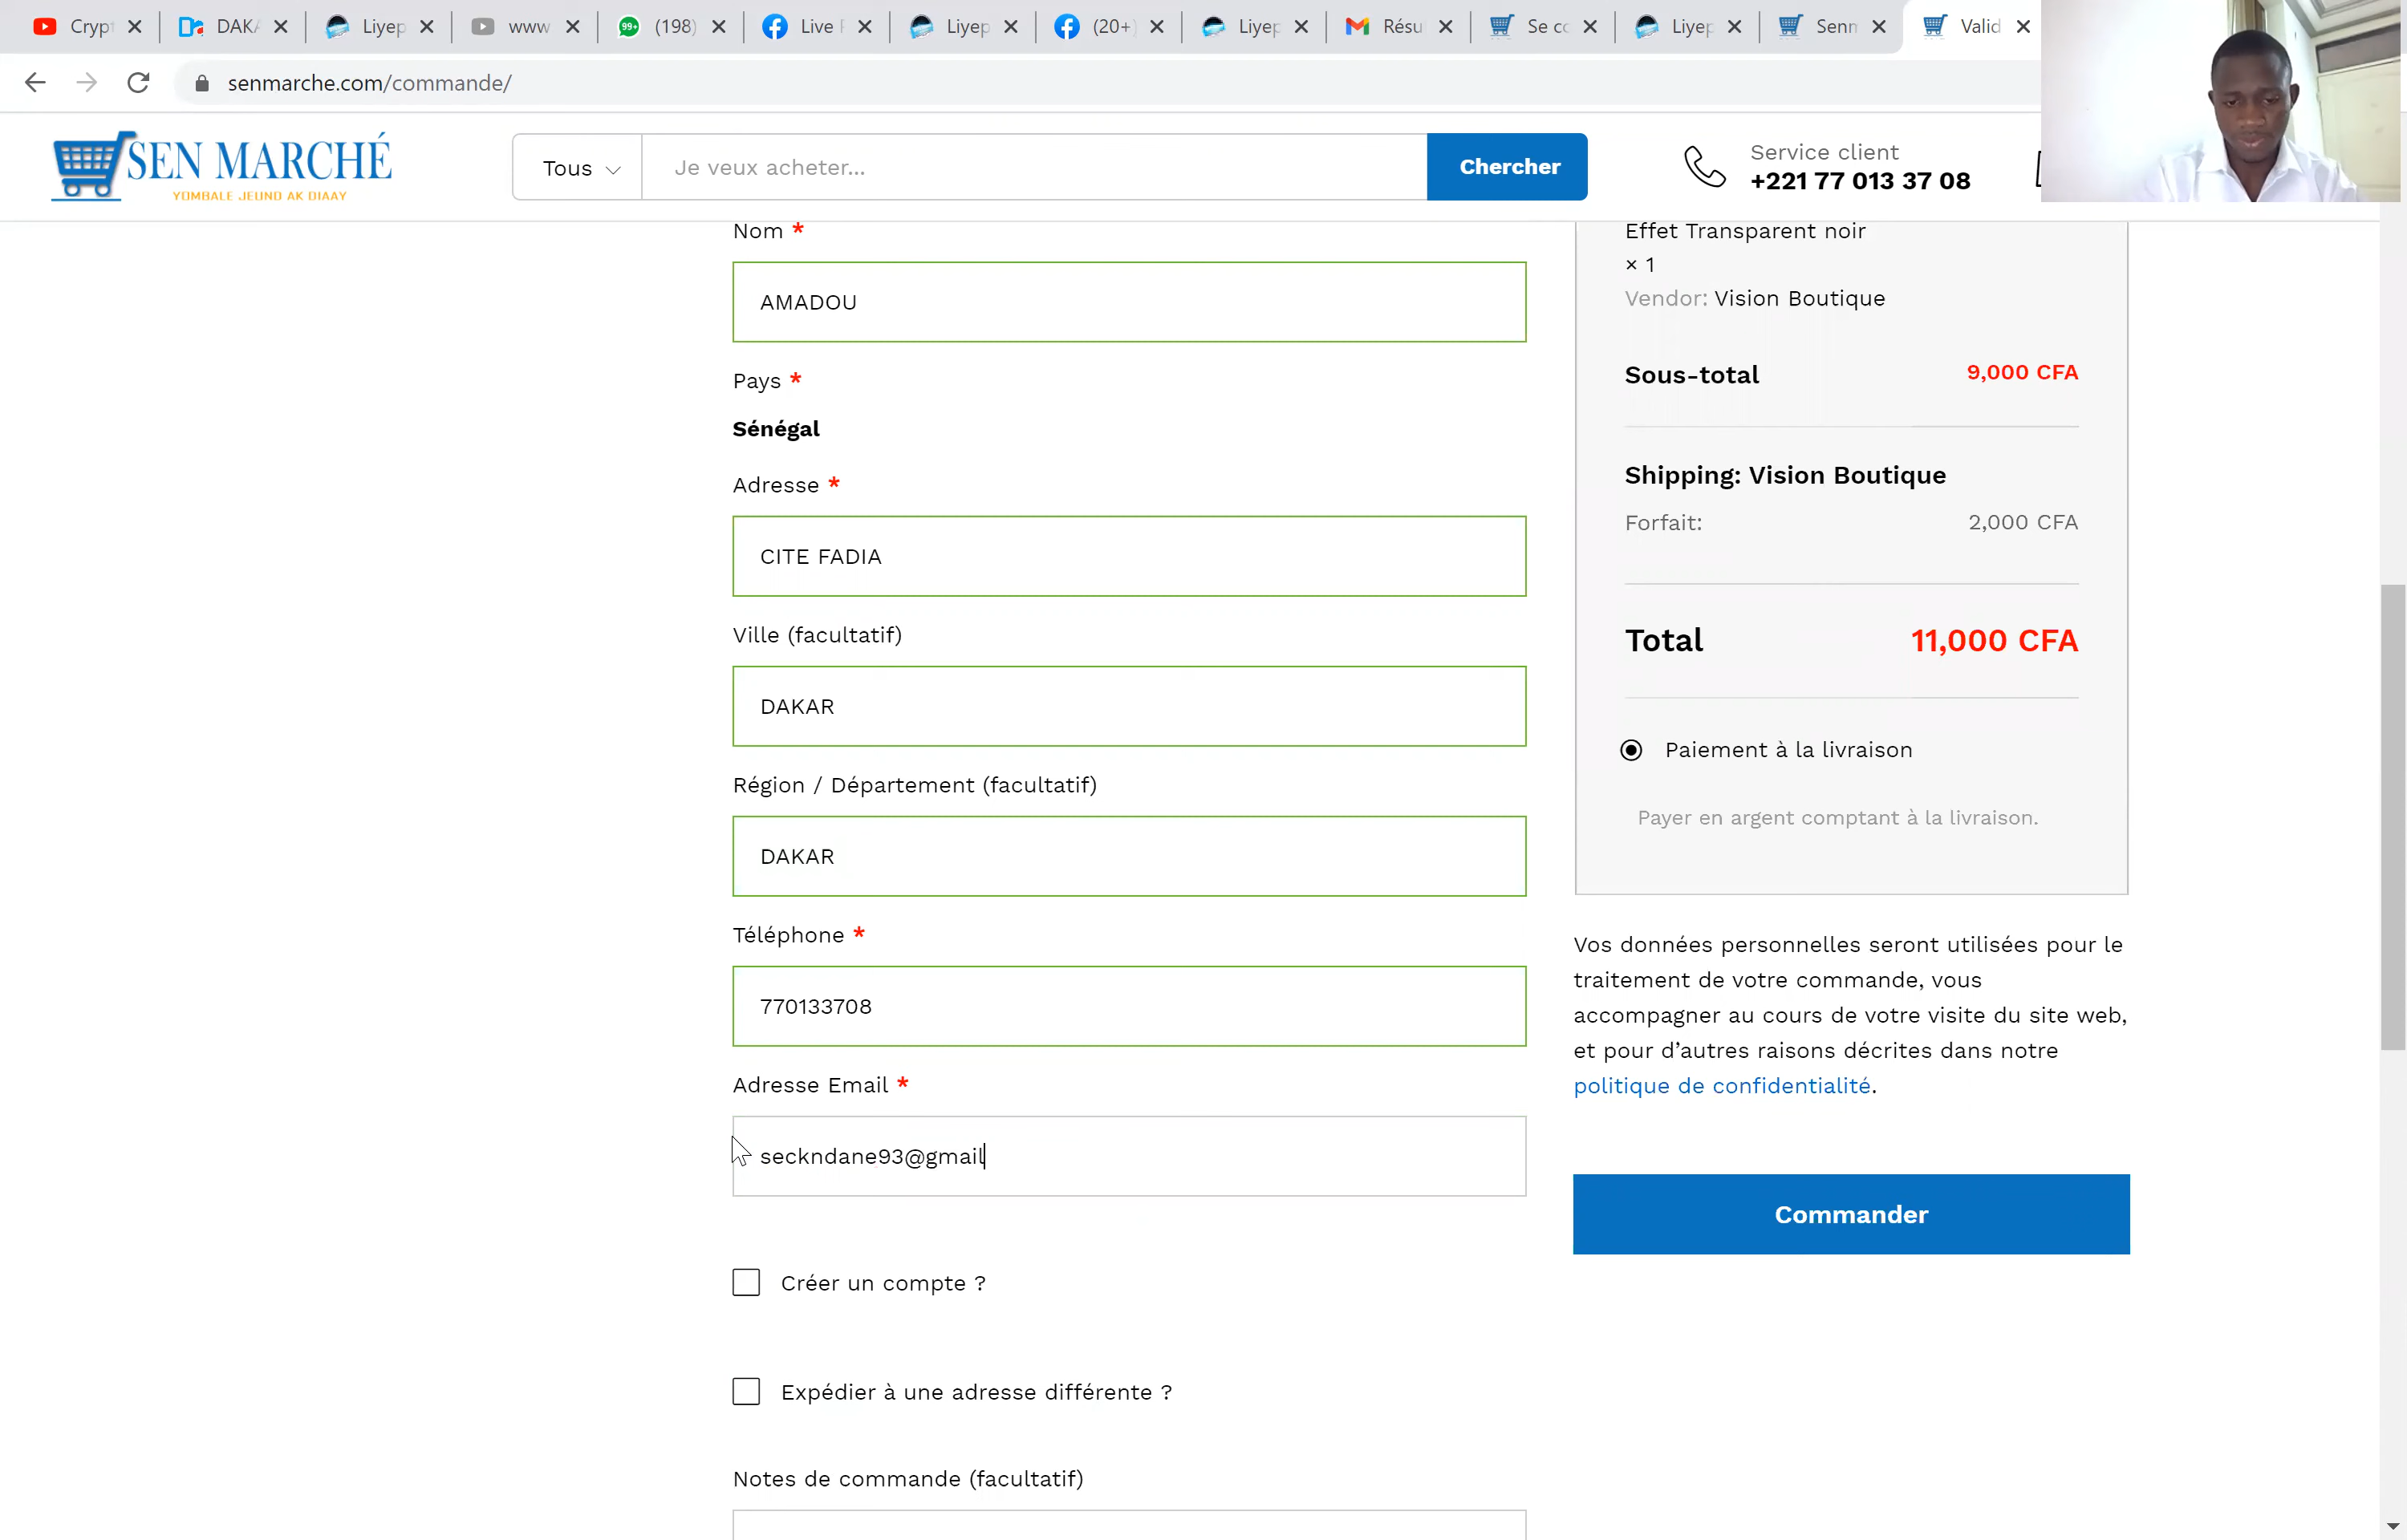 Crypt
DAKA
Liyep
www
(198)
Live
Liyep
(20+)
Liyep
Résu
Se co
Liyep
Senm
Valid
senmarche.com/commande/
SEN MARCHÉ
YOMBALE JEUND AK DIAAY
Tous
Je veux acheter...
Chercher
Service client
+221 77 013 37 08
Nom *
AMADOU
Pays *
Sénégal
Adresse *
CITE FADIA
Ville (facultatif)
DAKAR
Région / Département (facultatif)
DAKAR
Téléphone *
770133708
Adresse Email *
seckndane93@gmail
Créer un compte ?
Expédier à une adresse différente ?
Notes de commande (facultatif)
Effet Transparent noir
× 1
Vendor: Vision Boutique
Sous-total 9,000 CFA
Shipping: Vision Boutique
Forfait: 2,000 CFA
Total 11,000 CFA
Paiement à la livraison
Payer en argent comptant à la livraison.
Vos données personnelles seront utilisées pour le
traitement de votre commande, vous
accompagner au cours de votre visite du site web,
et pour d’autres raisons décrites dans notre
politique de confidentialité.
Commander